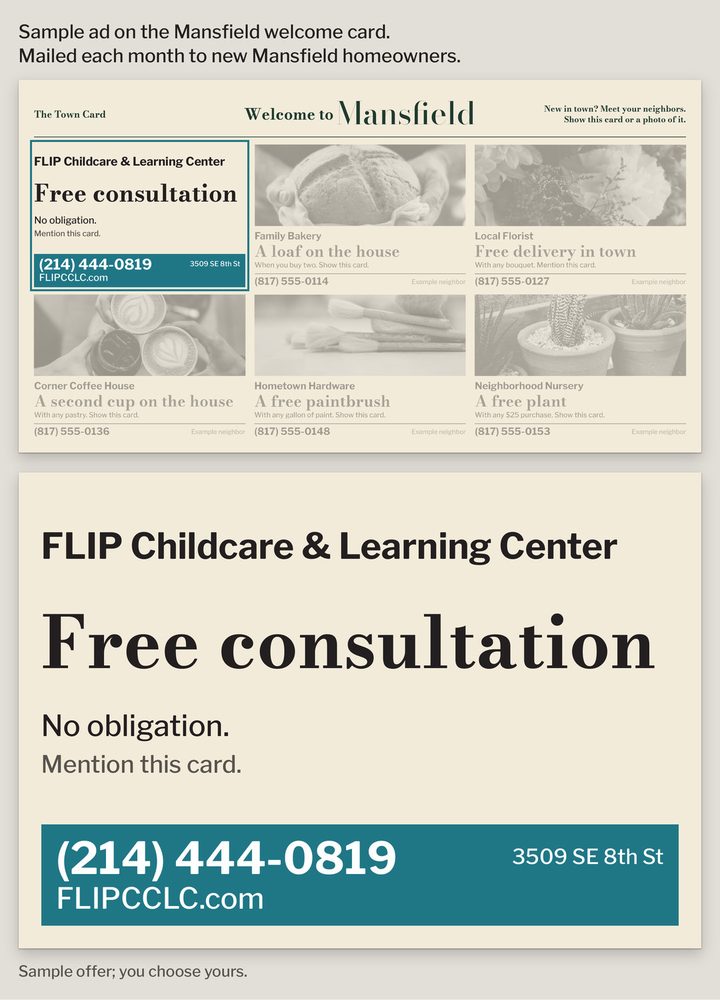 Sample ad on the Mansfield welcome card.
Mailed each month to new Mansfield homeowners.
The Town Card
Welcome to Mansfield
New in town? Meet your neighbors.
Show this card or a photo of it.
FLIP Childcare & Learning Center
Free consultation
No obligation.
Mention this card.
(214) 444-0819
3509 SE 8th St
FLIPCCLC.com
Family Bakery
A loaf on the house
When you buy two. Show this card.
(817) 555-0114
Example neighbor
Local Florist
Free delivery in town
With any bouquet. Mention this card.
(817) 555-0127
Example neighbor
Corner Coffee House
A second cup on the house
With any pastry. Show this card.
(817) 555-0136
Example neighbor
Hometown Hardware
A free paintbrush
With any gallon of paint. Show this card.
(817) 555-0148
Example neighbor
Neighborhood Nursery
A free plant
With any $25 purchase. Show this card.
(817) 555-0153
Example neighbor
FLIP Childcare & Learning Center
Free consultation
No obligation.
Mention this card.
(214) 444-0819
3509 SE 8th St
FLIPCCLC.com
Sample offer; you choose yours.